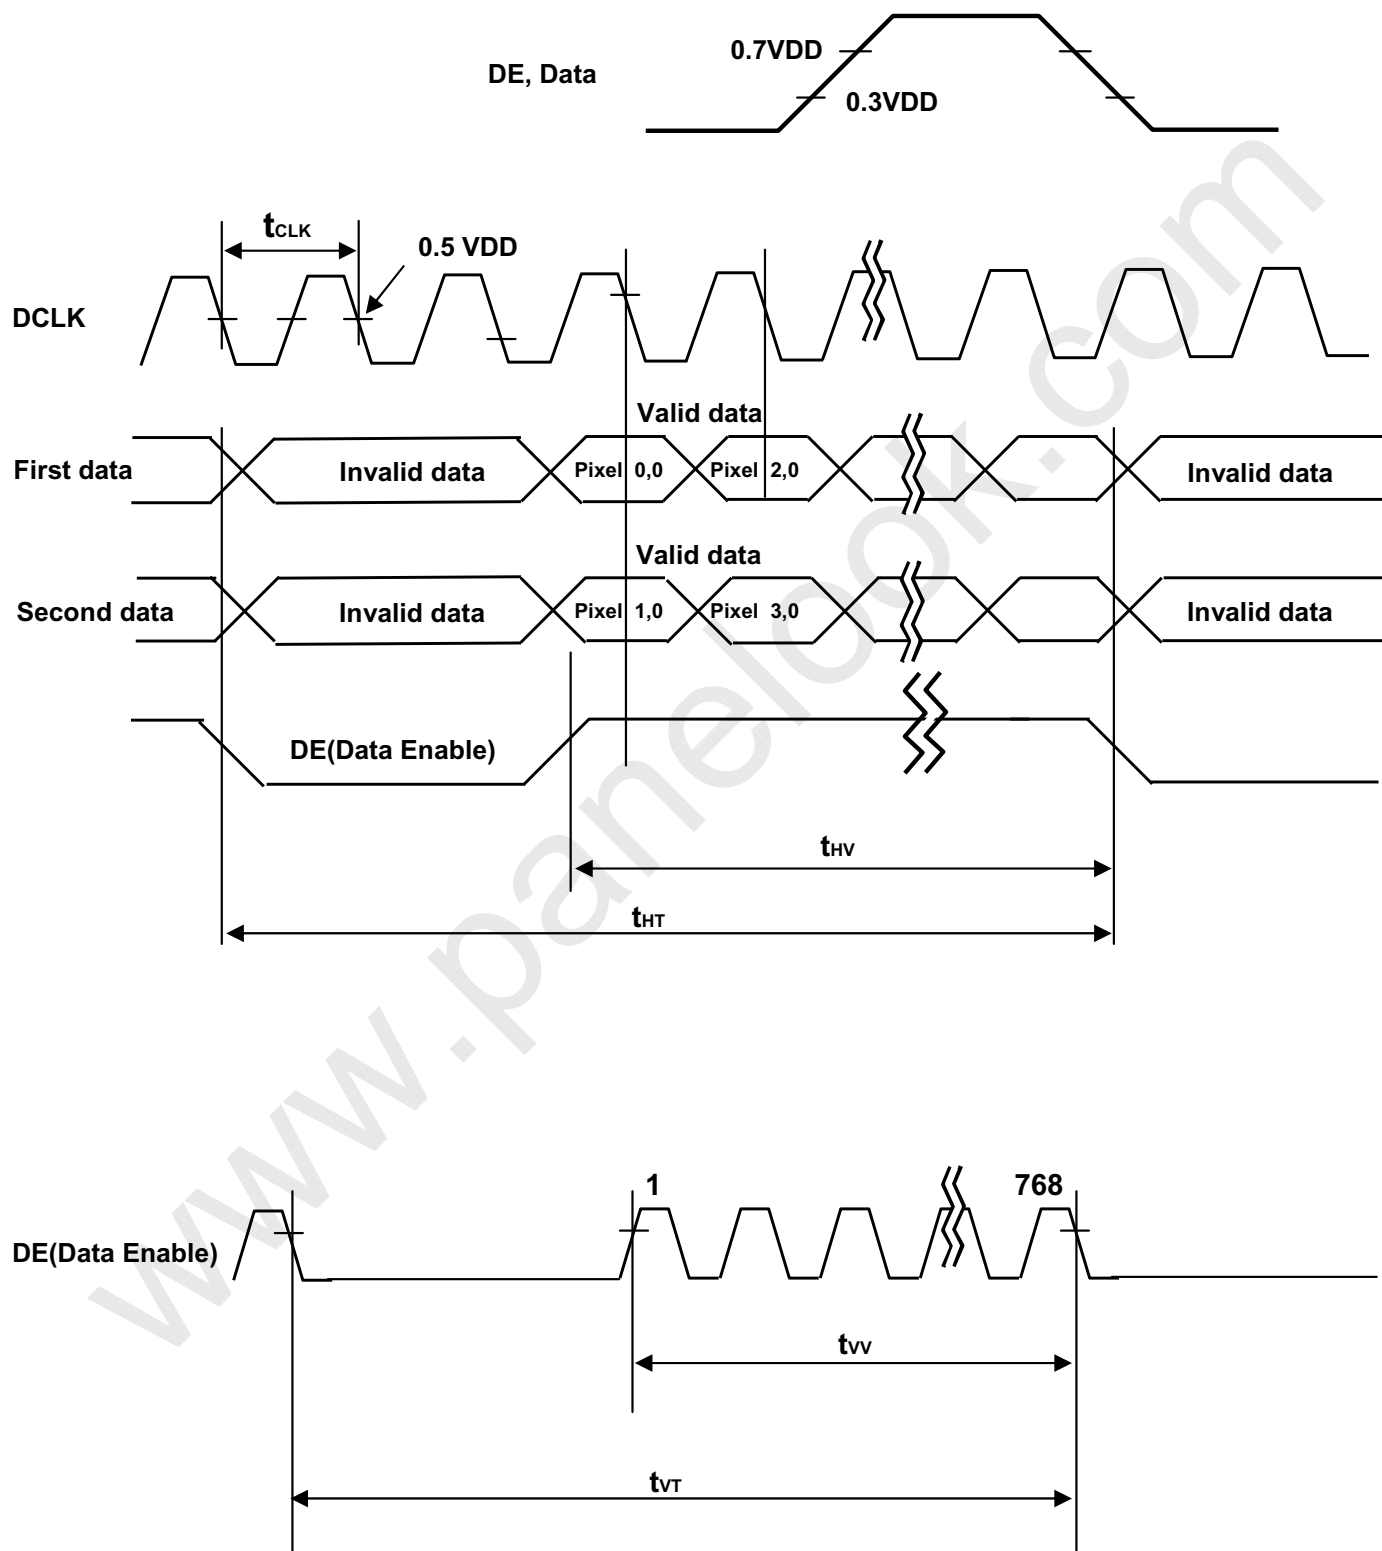 0.7VDD
DE, Data
0.3VDD
tCLK
0.5 VDD
DCLK
Valid data
First data
Invalid data
Pixel 0,0
Pixel 2,0
Invalid data
Valid data
Second data
Invalid data
Pixel 1,0
Pixel 3,0
Invalid data
DE(Data Enable)
tHV
tHT
1
768
DE(Data Enable)
tVV
tVT
www.panelook.com